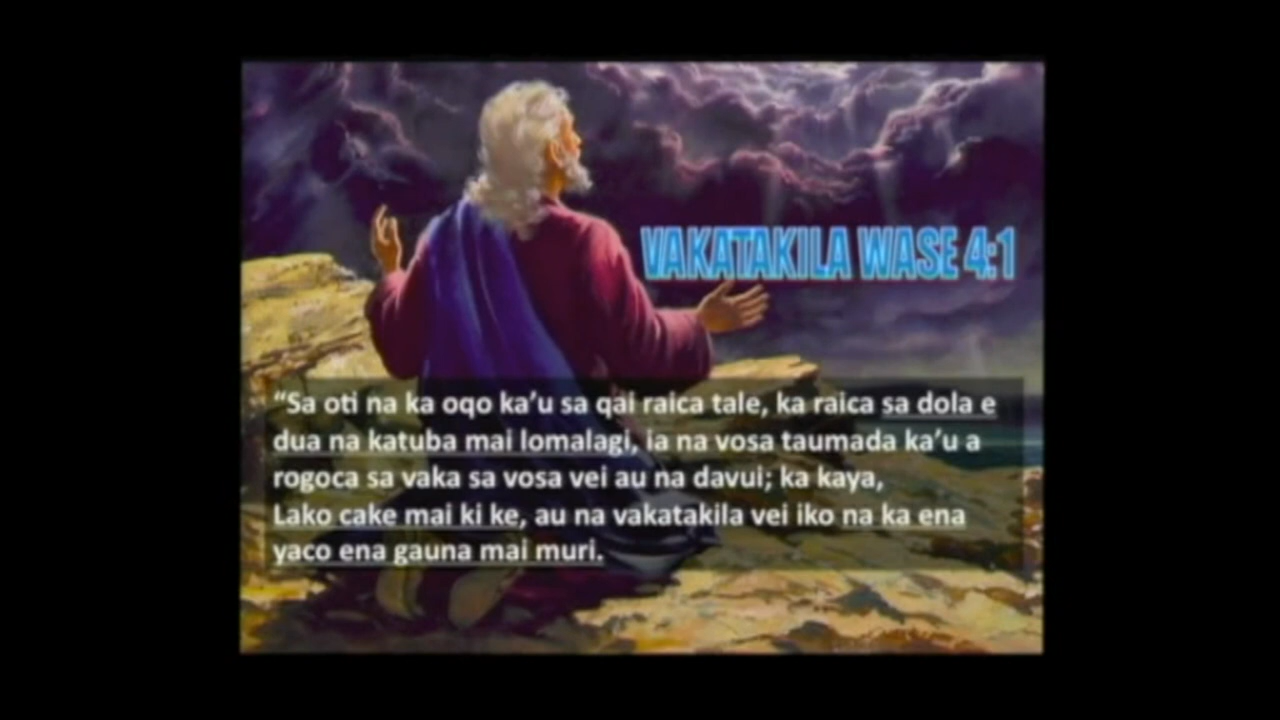 VAKATAKILA WASE 4:1
“Sa oti na ka oqo ka’u sa qai raica tale, ka raica sa dola e
dua na katuba mai lomalagi, ia na vosa taumada ka’u a
rogoca sa vaka sa vosa vei au na davui; ka kaya,
Lako cake mai ki ke, au na vakatakila vei iko na ka ena
yaco ena gauna mai muri.